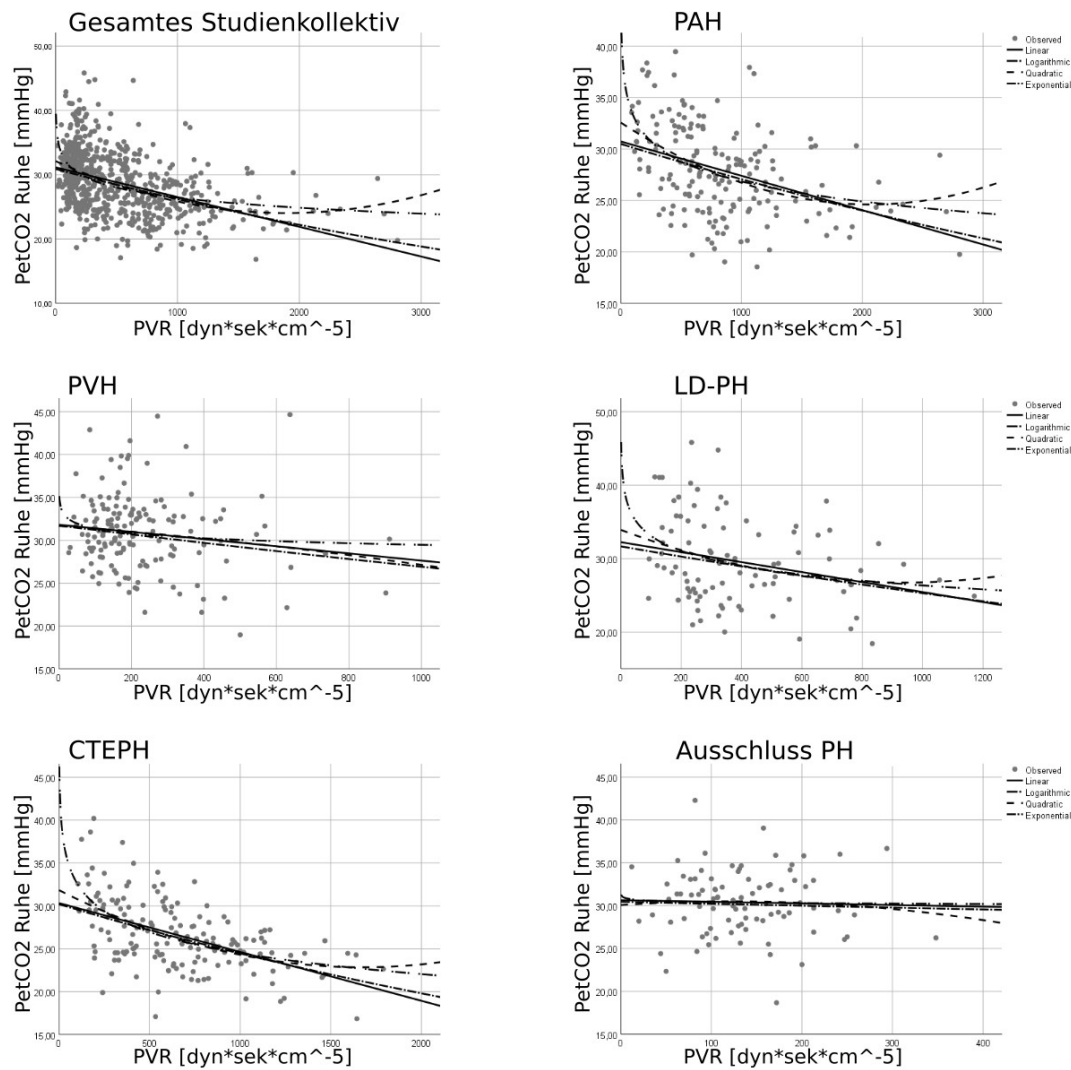 Gesamtes Studienkollektiv
PetCO2 Ruhe [mmHg]
50,00
40,00
30,00
20,00
10,00
0
1000
2000
3000
PVR [dyn*sek*cm^-5]
PAH
PetCO2 Ruhe [mmHg]
40,00
35,00
30,00
25,00
20,00
15,00
0
1000
2000
3000
PVR [dyn*sek*cm^-5]
Observed
Linear
Logarithmic
Quadratic
Exponential
PVH
PetCO2 Ruhe [mmHg]
45,00
40,00
35,00
30,00
25,00
20,00
15,00
0
200
400
600
800
1000
PVR [dyn*sek*cm^-5]
LD-PH
PetCO2 Ruhe [mmHg]
50,00
40,00
30,00
20,00
0
200
400
600
800
1000
1200
PVR [dyn*sek*cm^-5]
Observed
Linear
Logarithmic
Quadratic
Exponential
CTEPH
PetCO2 Ruhe [mmHg]
45,00
40,00
35,00
30,00
25,00
20,00
15,00
0
500
1000
1500
2000
PVR [dyn*sek*cm^-5]
Ausschluss PH
PetCO2 Ruhe [mmHg]
45,00
40,00
35,00
30,00
25,00
20,00
15,00
0
100
200
300
400
PVR [dyn*sek*cm^-5]
Observed
Linear
Logarithmic
Quadratic
Exponential